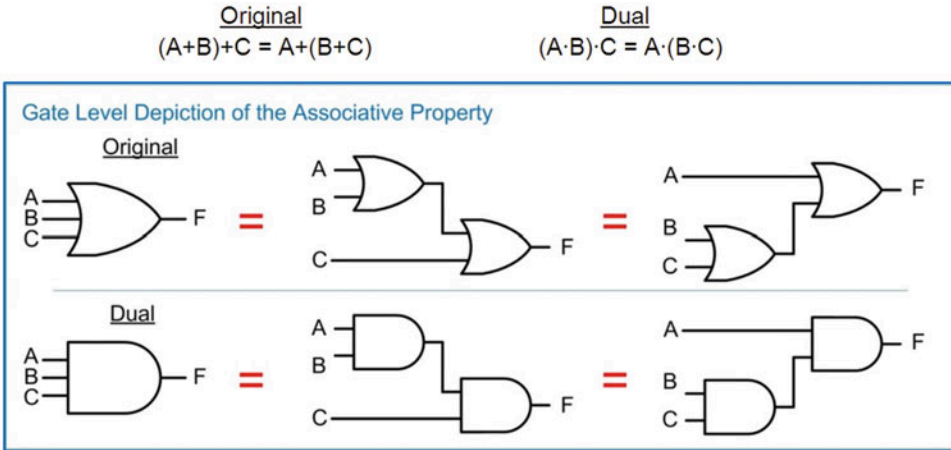 Original
(A+B)+C = A+(B+C)
Dual
(A·B)·C = A·(B·C)
Gate Level Depiction of the Associative Property
Original
A
B
C
F
=
A
B
C
F
=
A
B
C
F
Dual
A
B
C
F
=
A
B
C
F
=
A
B
C
F